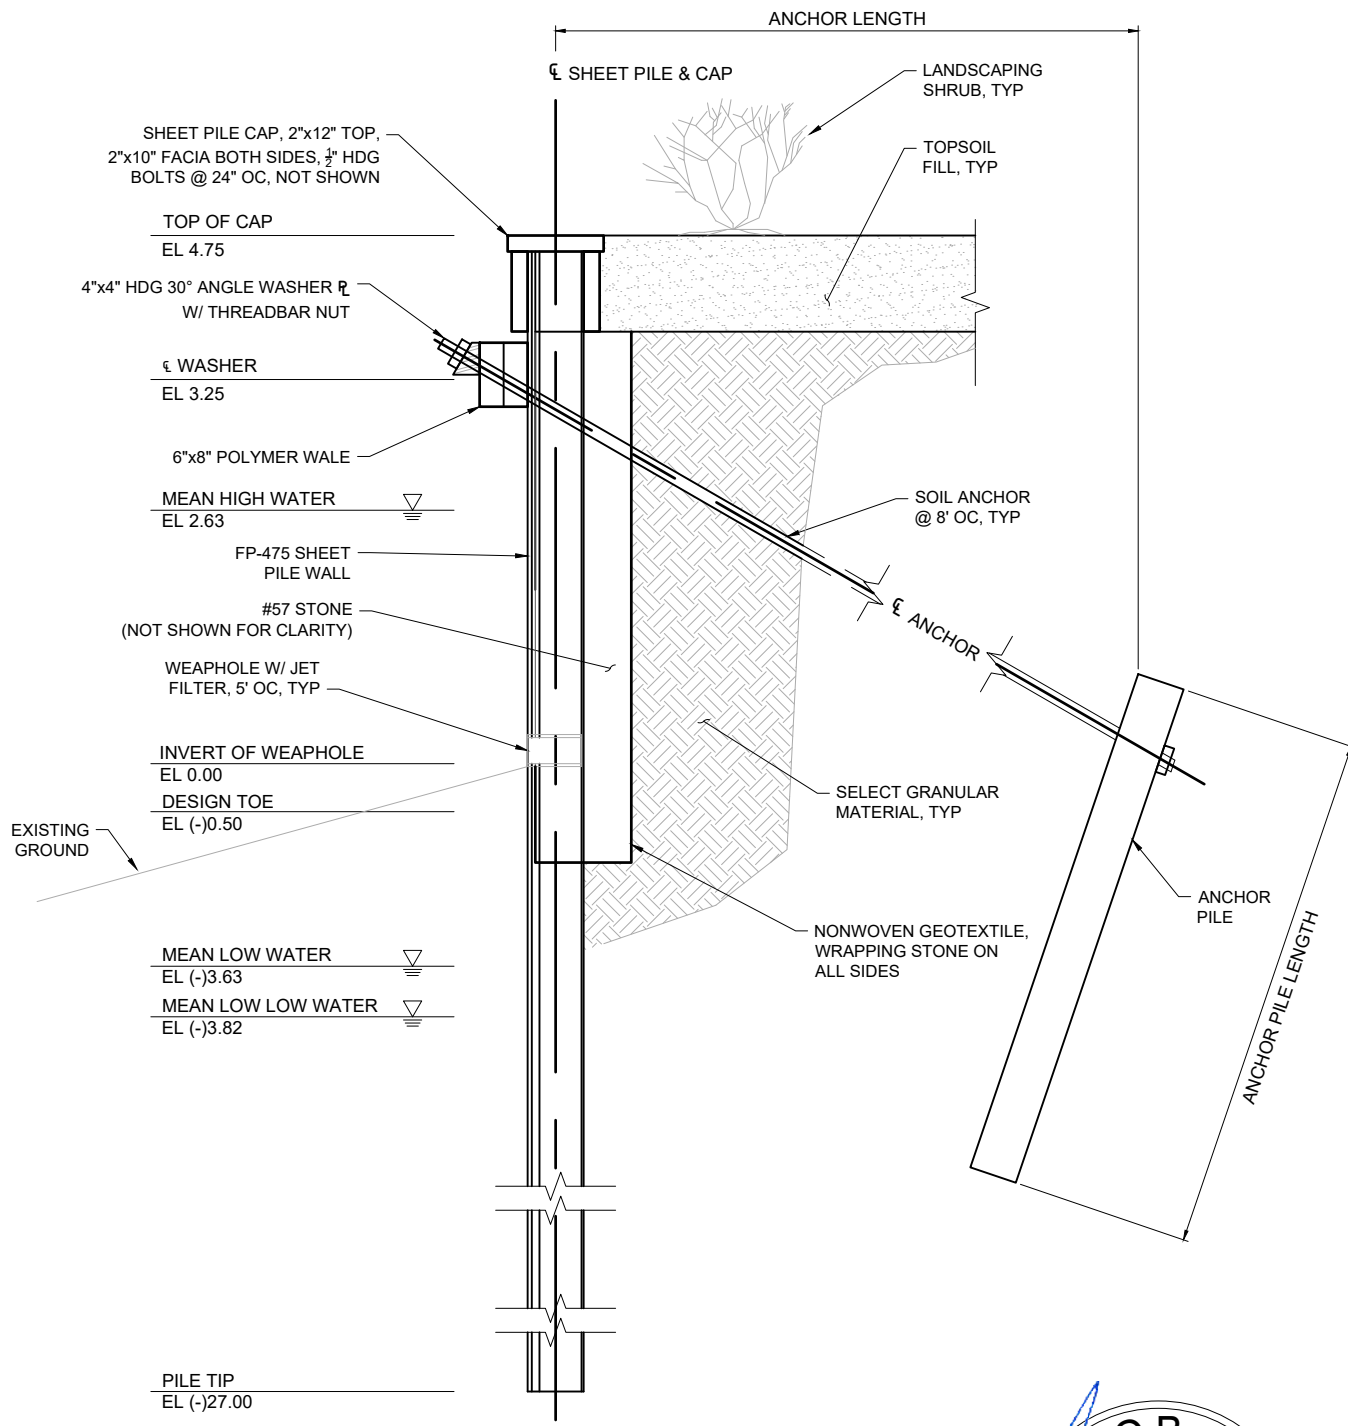 ANCHOR LENGTH
℄ SHEET PILE & CAP
LANDSCAPING
SHRUB, TYP
SHEET PILE CAP, 2"x12" TOP,
2"x10" FACIA BOTH SIDES, ½" HDG
BOLTS @ 24" OC, NOT SHOWN
TOPSOIL
FILL, TYP
TOP OF CAP
EL 4.75
4"x4" HDG 30° ANGLE WASHER PL
W/ THREADBAR NUT
℄ WASHER
EL 3.25
6"x8" POLYMER WALE
MEAN HIGH WATER
EL 2.63
SOIL ANCHOR
@ 8' OC, TYP
FP-475 SHEET
PILE WALL
#57 STONE
(NOT SHOWN FOR CLARITY)
℄ ANCHOR
WEAPHOLE W/ JET
FILTER, 5' OC, TYP
INVERT OF WEAPHOLE
EL 0.00
DESIGN TOE
EL (-)0.50
SELECT GRANULAR
MATERIAL, TYP
EXISTING
GROUND
ANCHOR
PILE
NONWOVEN GEOTEXTILE,
WRAPPING STONE ON
ALL SIDES
ANCHOR PILE LENGTH
MEAN LOW WATER
EL (-)3.63
MEAN LOW LOW WATER
EL (-)3.82
PILE TIP
EL (-)27.00